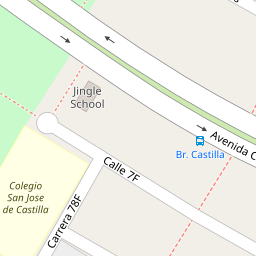 Jingle
School
Avenida C
Br. Castilla
Calle 7F
Colegio
San Jose
de Castilla
Carrera 78F